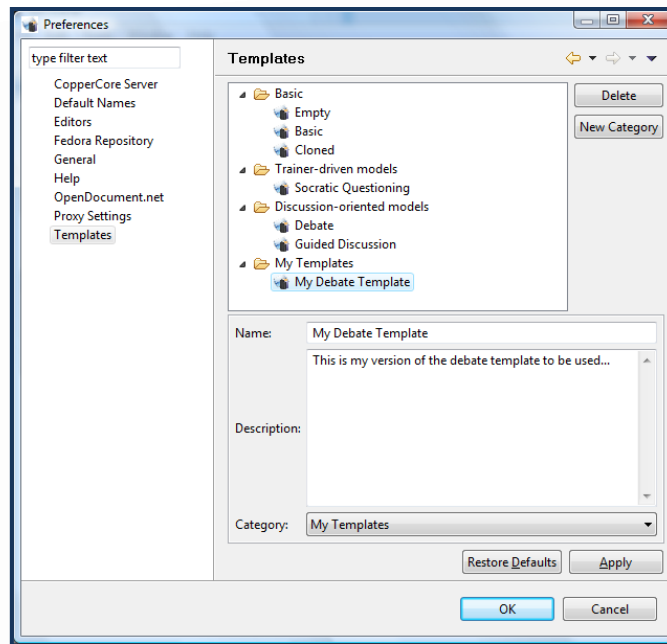 Preferences
type filter text
CopperCore Server
Default Names
Editors
Fedora Repository
General
Help
OpenDocument.net
Proxy Settings
Templates
Templates
Basic
Empty
Basic
Cloned
Trainer-driven models
Socratic Questioning
Discussion-oriented models
Debate
Guided Discussion
My Templates
My Debate Template
Delete
New Category
Name:
My Debate Template
Description:
This is my version of the debate template to be used...
Category:
My Templates
Restore Defaults
Apply
OK
Cancel